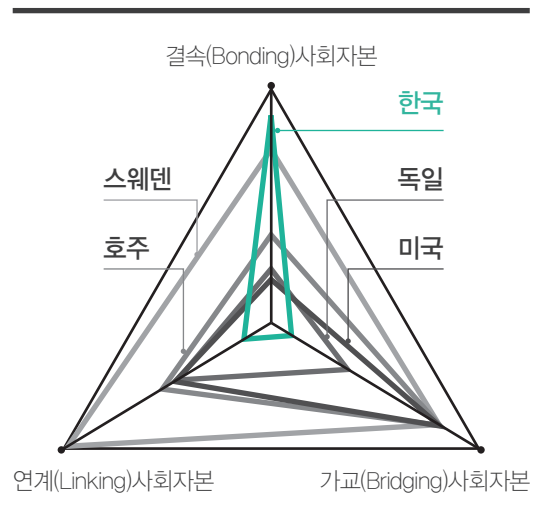 결속(Bonding)사회자본
한국
스웨덴
독일
호주
미국
연계(Linking)사회자본
가교(Bridging)사회자본